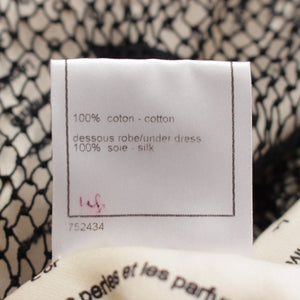 100% coton - cotton
dessous robe/under dress
100% soie - silk
752434
perles et les parfu